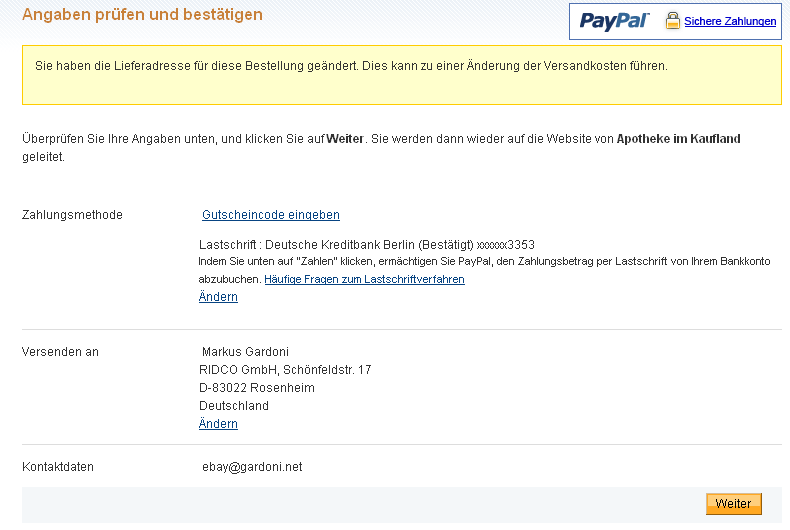 Angaben prüfen und bestätigen
PayPal Sichere Zahlungen
Sie haben die Lieferadresse für diese Bestellung geändert. Dies kann zu einer Änderung der Versandkosten führen.
Überprüfen Sie Ihre Angaben unten, und klicken Sie auf Weiter. Sie werden dann wieder auf die Website von Apotheke im Kaufland
geleitet.
Zahlungsmethode Gutscheincode eingeben
Lastschrift : Deutsche Kreditbank Berlin (Bestätigt) xxxxxx3353
Indem Sie unten auf "Zahlen" klicken, ermächtigen Sie PayPal, den Zahlungsbetrag per Lastschrift von Ihrem Bankkonto
abzubuchen. Häufige Fragen zum Lastschriftverfahren
Ändern
Versenden an Markus Gardoni
RIDCO GmbH, Schönfeldstr. 17
D-83022 Rosenheim
Deutschland
Ändern
Kontaktdaten ebay@gardoni.net
Weiter